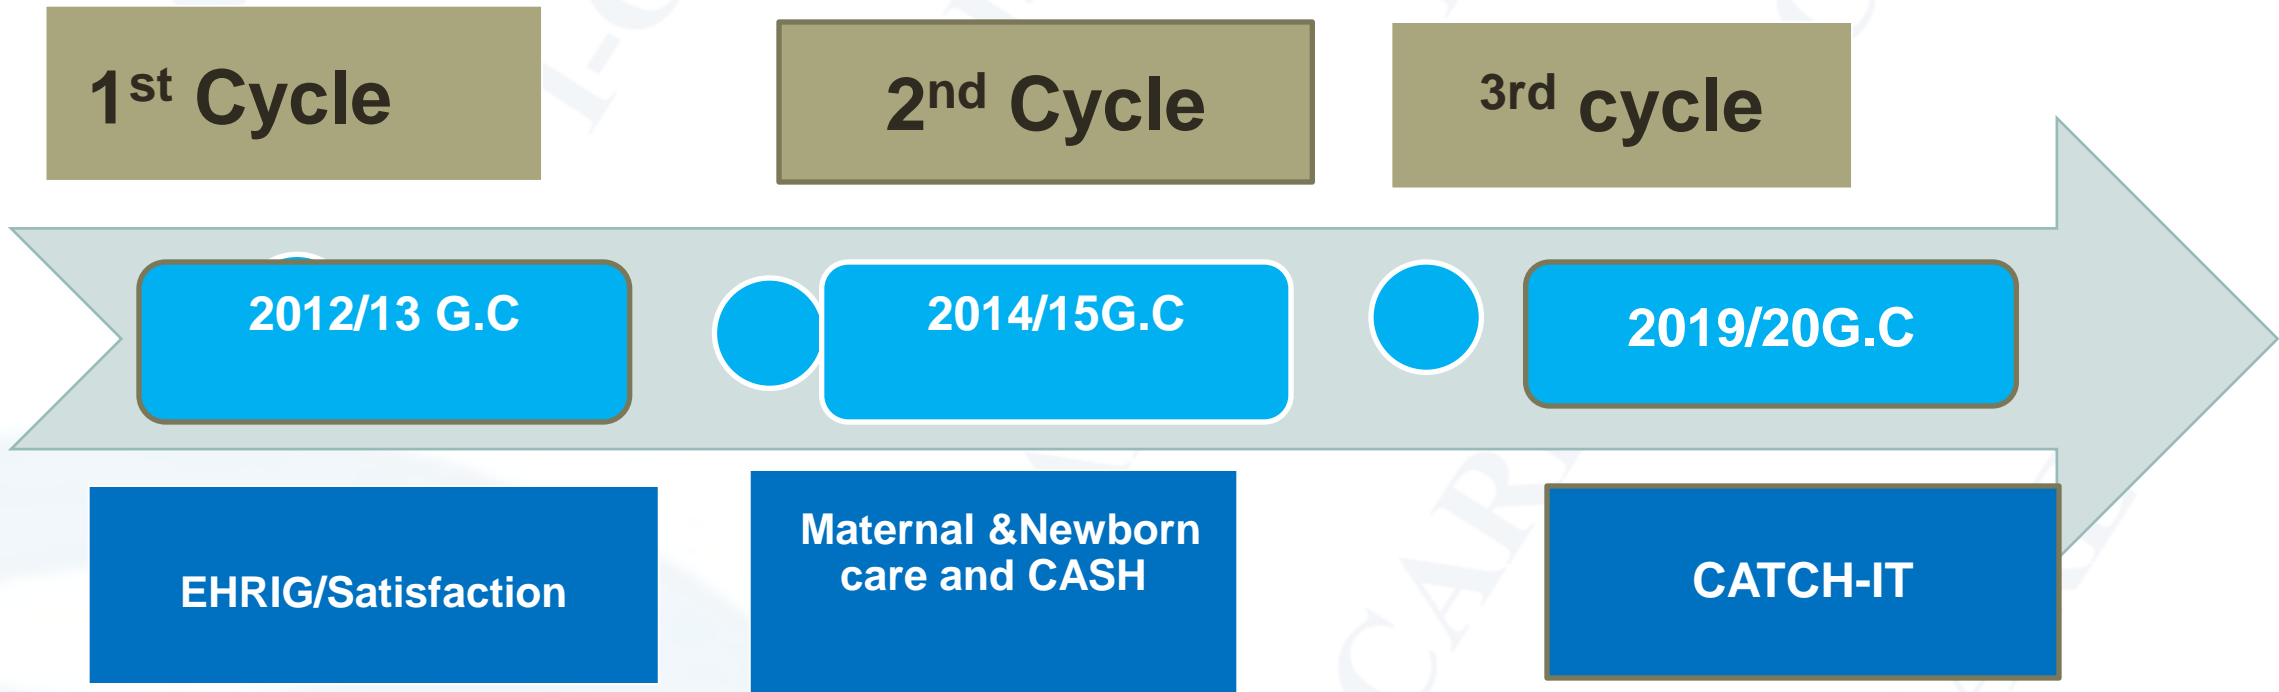 1st Cycle
2nd Cycle
3rd cycle
2012/13 G.C
2014/15G.C
2019/20G.C
EHRIG/Satisfaction
Maternal &Newborn
care and CASH
CATCH-IT